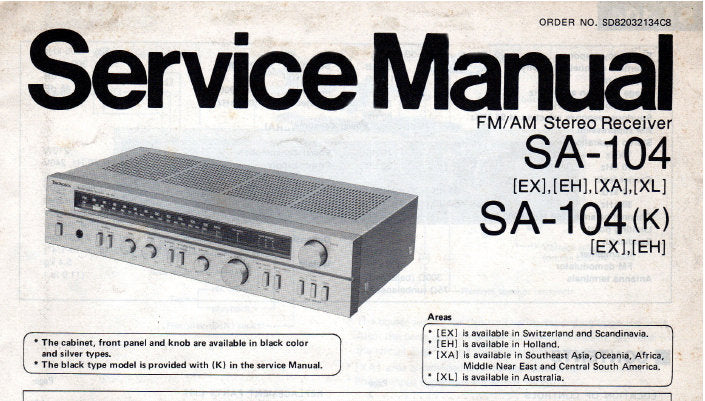 ORDER NO. SD82032134C8
Service Manual
FM/AM Stereo Receiver
SA-104
[EX],[EH],[XA],[XL]
SA-104(K)
[EX],[EH]
Technics
Areas
* [EX] is available in Switzerland and Scandinavia.
* [EH] is available in Holland.
* [XA] is available in Southeast Asia, Oceania, Africa,
Middle Near East and Central South America.
* [XL] is available in Australia.
* The cabinet, front panel and knob are available in black color
and silver types.
* The black type model is provided with (K) in the service Manual.